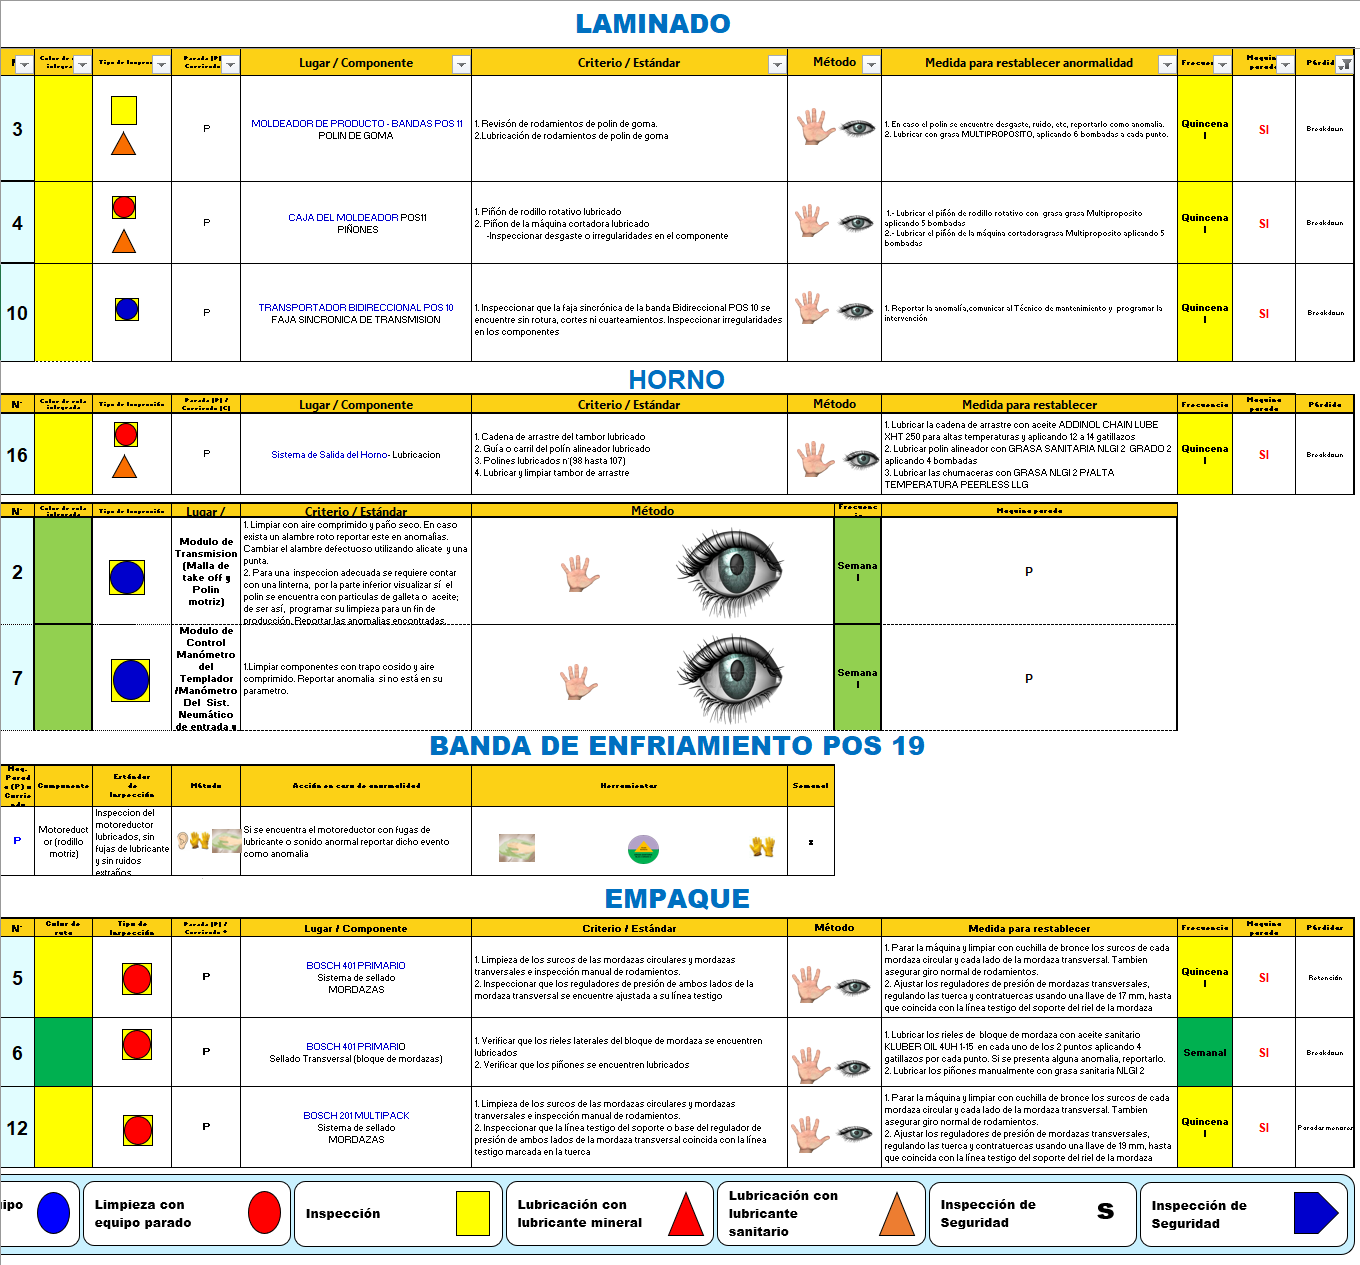 LAMINADO
Tipo de Inspección
Lugar / Componente
Criterio / Estándar
Método
Medida para restablecer anormalidad
3
P
MOLDEADOR DE PRODUCTO - BANDAS POS 11
POLIN DE GOMA
1. Revisón de rodamientos de polin de goma.
2.Lubricación de rodamientos de polin de goma
1. En caso el polin se encuentre desgaste, ruido, etc, reportarlo como anomalia.
2. Lubricar con grasa MULTIPROPOSITO, aplicando 6 bombadas a cada punto.
Quincena
l
SI
Breakdown
4
P
CAJA DEL MOLDEADOR POS11
PIÑONES
1. Piñón de rodillo rotativo lubricado
2. Piñon de la máquina cortadora lubricado
-Inspeccionar desgaste o irregularidades en el componente
1.- Lubricar el piñón de rodillo rotativo con grasa grasa Multiproposito
aplicando 5 bombadas
2.- Lubricar el piñón de la máquina cortadoragrasa Multiproposito aplicando 5
bombadas
Quincena
l
SI
Breakdown
10
P
TRANSPORTADOR BIDIRECCIONAL POS 10
FAJA SINCRONICA DE TRANSMISION
1. Inspeccionar que la faja sincrónica de la banda Bidireccional POS 10 se
encuentre sin rotura, cortes ni cuarteamientos. Inspeccionar irregularidades
en los componentes
1. Reportar la anomalía,comunicar al Técnico de mantenimiento y programar la
intervención
Quincena
l
SI
Breakdown
HORNO
N°
Tipo de Inspección
Parada (P) /
Corriendo (C)
Lugar / Componente
Criterio / Estándar
Método
Medida para restablecer
Frecuencia
Maquina
parada
Pérdida
16
P
Sistema de Salida del Horno- Lubricacion
1. Cadena de arrastre del tambor lubricado
2. Guía o carril del polín alineador lubricado
3. Polines lubricados n°(98 hasta 107)
4. Lubricar y limpiar tambor de arrastre
1. Lubricar la cadena de arrastre con aceite ADDINOL CHAIN LUBE
XHT 250 para altas temperaturas y aplicando 12 a 14 gatillazos
2. Lubricar polin alineador con GRASA SANITARIA NLGI 2 GRADO 2
aplicando 4 bombadas
3. Lubricar las chumaceras con GRASA NLGI 2 P/ALTA
TEMPERATURA PEERLESS LLG
Quincena
l
SI
Breakdown
N°
Tipo de Inspección
Lugar /
Criterio / Estándar
Método
Maquina parada
2
Modulo de
Transmision
(Malla de
take off y
Polin
motriz)
1. Limpiar con aire comprimido y paño seco. En caso
exista un alambre roto reportar este en anomalías.
Cambiar el alambre defectuoso utilizando alicate y una
punta.
2. Para una inspeccion adecuada se requiere contar
con una linterna, por la parte inferior visualizar sí el
polin se encuentra con particulas de galleta o aceite;
de ser así, programar su limpieza para un fin de
producción. Reportar las anomalias encontradas.
Semana
l
P
7
Modulo de
Control
Manómetro
del
Templador
/Manómetro
Del Sist.
Neumático
de entrada y
1.Limpiar componentes con trapo cosido y aire
comprimido. Reportar anomalia si no está en su
parametro.
Semana
l
P
BANDA DE ENFRIAMIENTO POS 19
Componente
Estándar
de
Inspección
Método
Acción en caso de anormalidad
Herramientas
Semanal
P
Motoreduct
or (rodillo
motriz)
Inspeccion del
motoreductor
lubricados, sin
fujas de lubricante
y sin ruidos
extraños
Si se encuentra el motoreductor con fugas de
lubricante o sonido anormal reportar dicho evento
como anomalia
EMPAQUE
N°
Color de
ruta
Tipo de
Inspección
Lugar / Componente
Criterio / Estándar
Método
Medida para restablecer
Frecuencia
Maquina
parada
Pérdidas
5
P
BOSCH 401 PRIMARIO
Sistema de sellado
MORDAZAS
1. Limpieza de los surcos de las mordazas circulares y mordazas
tranversales e inspección manual de rodamientos.
2. Inspeccionar que los reguladores de presión de ambos lados de la
mordaza transversal se encuentre ajustada a su línea testigo
1. Parar la máquina y limpiar con cuchilla de bronce los surcos de cada
mordaza circular y cada lado de la mordaza transversal. Tambien
asegurar giro normal de rodamientos.
2. Ajustar los reguladores de presión de mordazas transversales,
regulando las tuerca y contratuercas usando una llave de 17 mm, hasta
que coincida con la línea testigo del soporte del riel de la mordaza
Quincena
l
SI
Retención
6
P
BOSCH 401 PRIMARIO
Sellado Transversal (bloque de mordazas)
1. Verificar que los rieles laterales del bloque de mordaza se encuentren
lubricados
2. Verificar que los piñones se encuentren lubricados
1. Lubricar los rieles de bloque de mordaza con aceite sanitario
KLUBER OIL 4UH 1-15 en cada uno de los 2 puntos aplicando 4
gatillazos por cada punto. Si se presenta alguna anomalia, reportarlo.
2. Lubricar los piñones manualmente con grasa sanitaria NLGI 2
Semanal
SI
Breakdown
12
P
BOSCH 201 MULTIPACK
Sistema de sellado
MORDAZAS
1. Limpieza de los surcos de las mordazas circulares y mordazas
tranversales e inspección manual de rodamientos.
2. Inspeccionar que la línea testigo del soporte o base del regulador de
presión de ambos lados de la mordaza transversal coincida con la línea
testigo marcada en la tuerca
1. Parar la máquina y limpiar con cuchilla de bronce los surcos de cada
mordaza circular y cada lado de la mordaza transversal. Tambien
asegurar giro normal de rodamientos.
2. Ajustar los reguladores de presión de mordazas transversales,
regulando las tuerca y contratuercas usando una llave de 19 mm, hasta
que coincida con la línea testigo del soporte del riel de la mordaza
Quincena
l
SI
Paradas menores
ipo
Limpieza con
equipo parado
Inspección
Lubricación con
lubricante mineral
Lubricación con
lubricante
sanitario
Inspección de
Seguridad
S
Inspección de
Seguridad